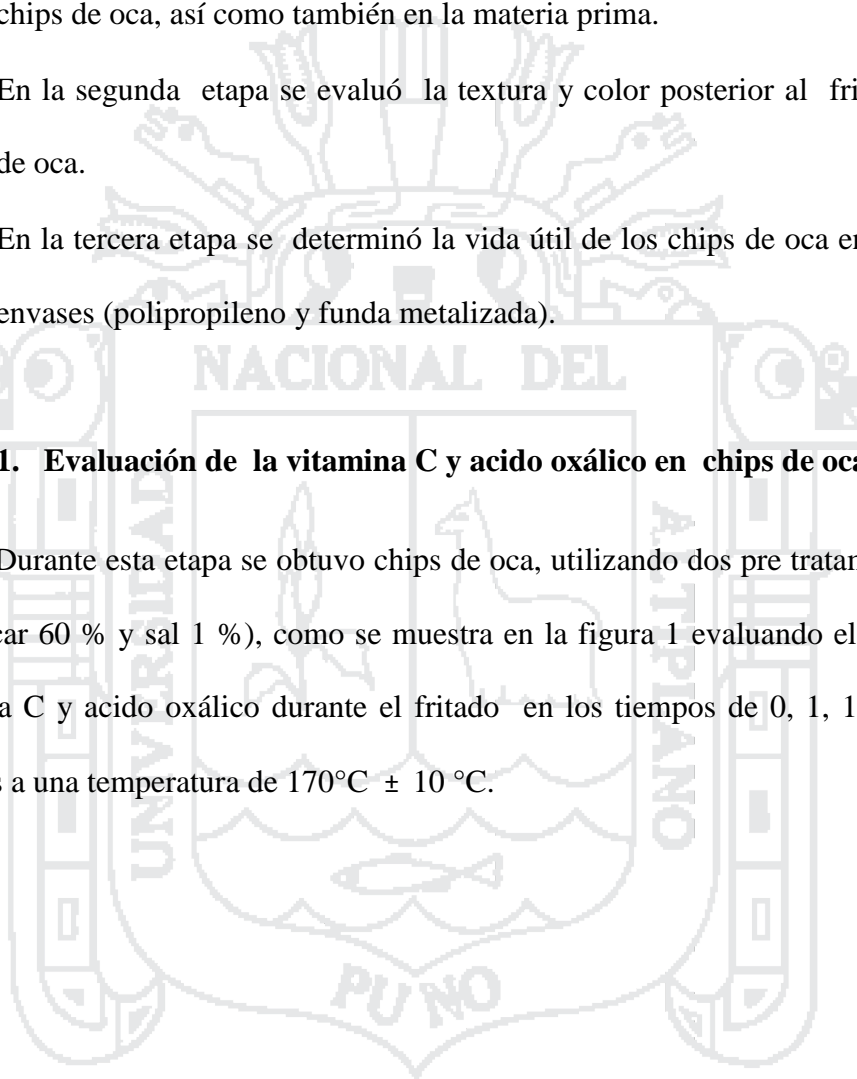 chips de oca, así como también en la materia prima.
En la segunda etapa se evaluó la textura y color posterior al fri
de oca.
En la tercera etapa se determinó la vida útil de los chips de oca en
envases (polipropileno y funda metalizada).
NACIONAL DEL
1. Evaluación de la vitamina C y acido oxálico en chips de oca
Durante esta etapa se obtuvo chips de oca, utilizando dos pre tratam
car 60 % y sal 1 %), como se muestra en la figura 1 evaluando el
a C y acido oxálico durante el fritado en los tiempos de 0, 1, 1
s a una temperatura de 170°C ± 10 °C.
UNIVERSIDAD
ALTIPLANO
PUNO